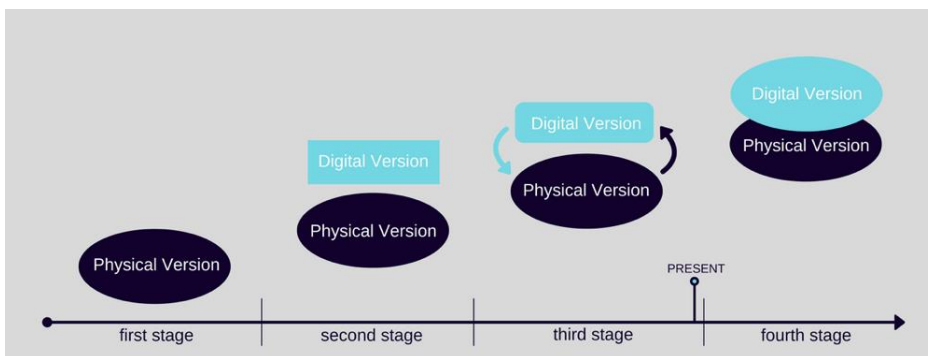 Digital Version
Physical Version
Digital Version
Physical Version
Digital Version
Physical Version
Physical Version
PRESENT
first stage
second stage
third stage
fourth stage